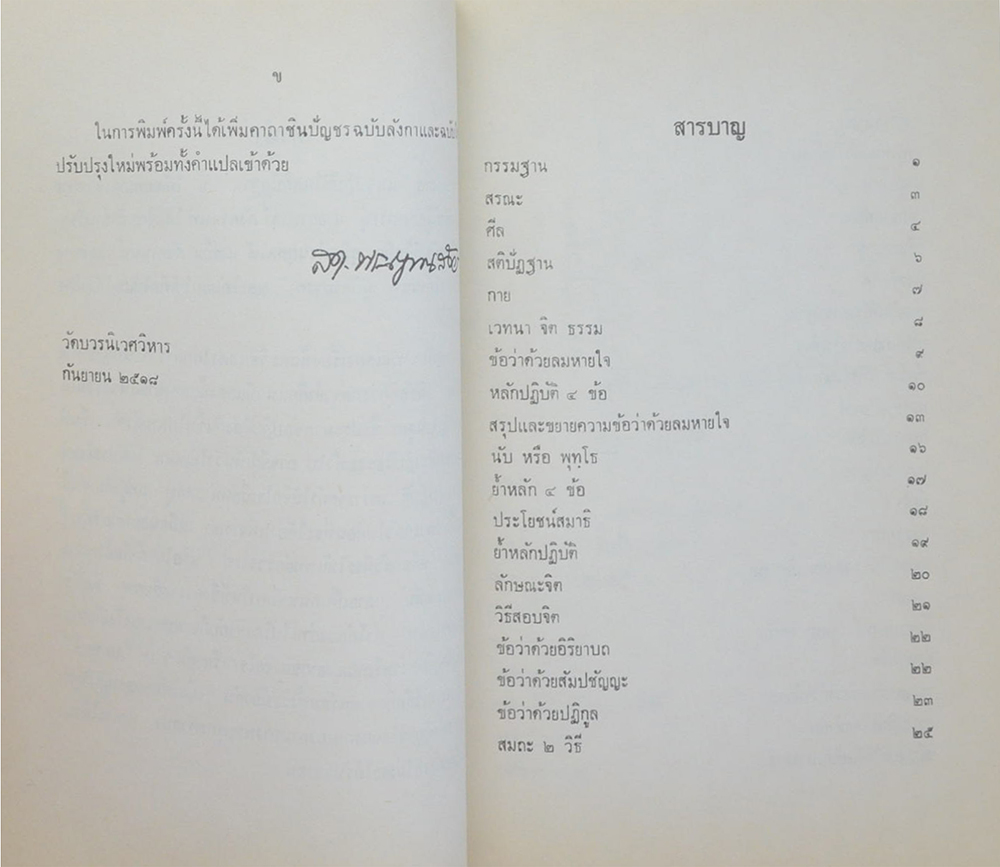 ข
ในการพิมพ์ครั้งนี้ได้เพิ่มคาถาชินบัญชรฉบับลังกาและฉบับ
ปรับปรุงใหม่พร้อมทั้งคำแปลเข้าด้วย
วัดบวรนิเวศวิหาร
กันยายน ๒๕๑๘
สารบาญ
กรรมฐาน ๑
สรณะ ๓
ศีล ๔
สติปัฏฐาน ๖
กาย ๗
เวทนา จิต ธรรม ๘
ข้อว่าด้วยลมหายใจ ๙
หลักปฏิบัติ ๔ ข้อ ๑๐
สรุปและขยายความข้อว่าด้วยลมหายใจ ๑๓
นับ หรือ พุทฺโธ ๑๖
ย้ำหลัก ๔ ข้อ ๑๗
ประโยชน์สมาธิ ๑๘
ย้ำหลักปฏิบัติ ๑๙
ลักษณะจิต ๒๐
วิธีสอบจิต ๒๑
ข้อว่าด้วยอิริยาบถ ๒๒
ข้อว่าด้วยสัมปชัญญะ ๒๒
ข้อว่าด้วยปฏิกูล ๒๓
สมถะ ๒ วิธี ๒๕